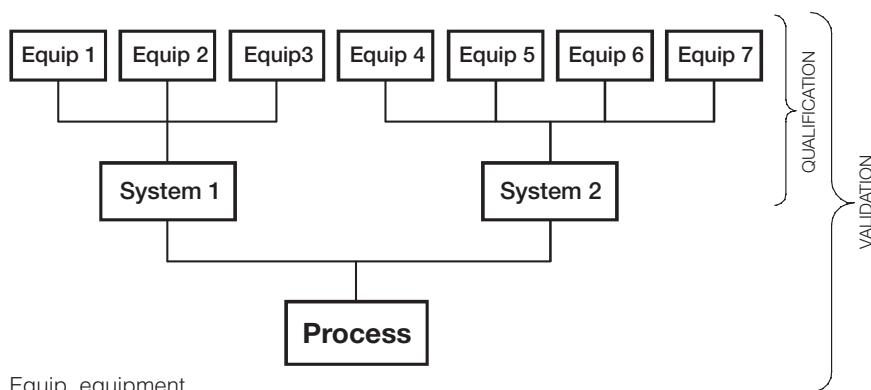 Equip 1 Equip 2 Equip3 Equip 4 Equip 5 Equip 6 Equip 7
QUALIFICATION
System 1 System 2
VALIDATION
Process
Equip, equipment